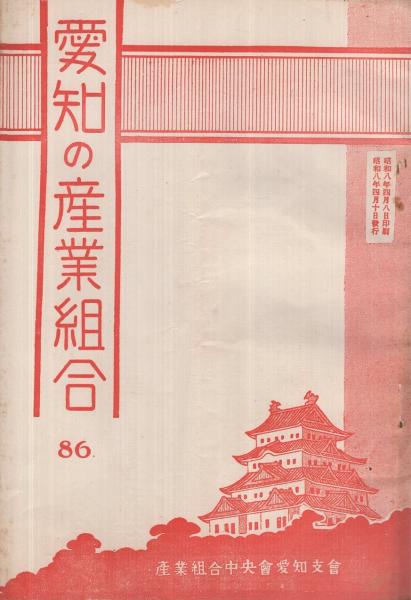 愛知の産業組合
86.
昭和八年四月八日印刷
昭和八年四月十日發行
產業組合中央會愛知支會